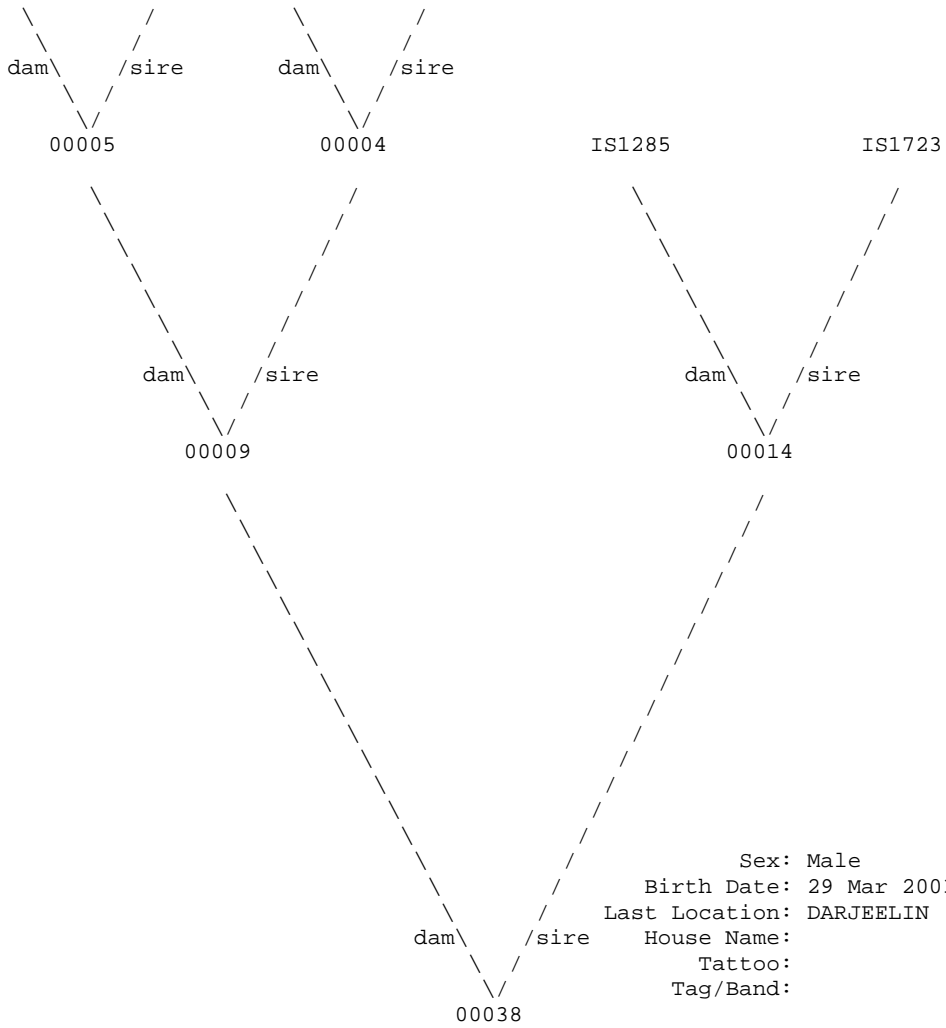 dam sire dam sire
00005 00004 IS1285 IS1723
dam sire dam sire
00009 00014
Sex: Male
Birth Date: 29 Mar
Last Location: DARJEELIN
dam sire House Name:
Tattoo:
Tag/Band:
00038